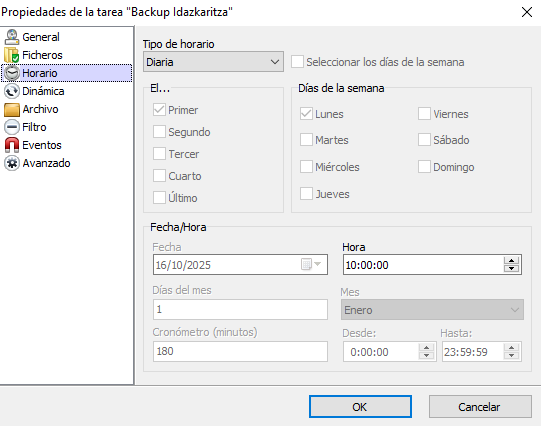 Propiedades de la tarea "Backup Idazkaritza"
General
Ficheros
Horario
Dinámica
Archivo
Filtro
Eventos
Avanzado
Tipo de horario
Diaria
Seleccionar los días de la semana
El...
Primer
Segundo
Tercer
Cuarto
Último
Días de la semana
Lunes
Martes
Miércoles
Jueves
Viernes
Sábado
Domingo
Fecha/Hora
Fecha
16/10/2025
Hora
10:00:00
Días del mes
1
Mes
Enero
Cronómetro (minutos)
180
Desde:
0:00:00
Hasta:
23:59:59
OK
Cancelar